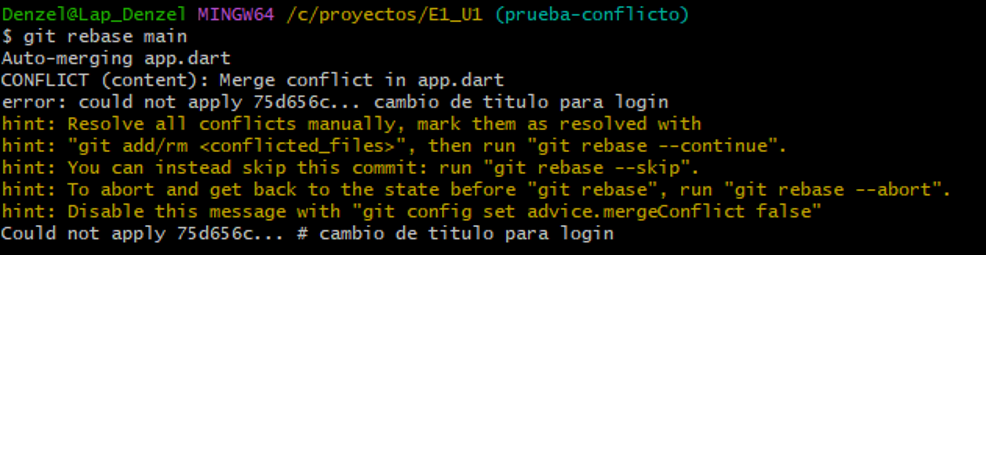 Denzel@Lap_Denzel MINGW64 /c/proyectos/E1_U1 (prueba-conflicto)
$ git rebase main
Auto-merging app.dart
CONFLICT (content): Merge conflict in app.dart
error: could not apply 75d656c... cambio de titulo para login
hint: Resolve all conflicts manually, mark them as resolved with
hint: "git add/rm <conflicted_files>", then run "git rebase --continue".
hint: You can instead skip this commit: run "git rebase --skip".
hint: To abort and get back to the state before "git rebase", run "git rebase --abort".
hint: Disable this message with "git config set advice.mergeConflict false"
Could not apply 75d656c... # cambio de titulo para login